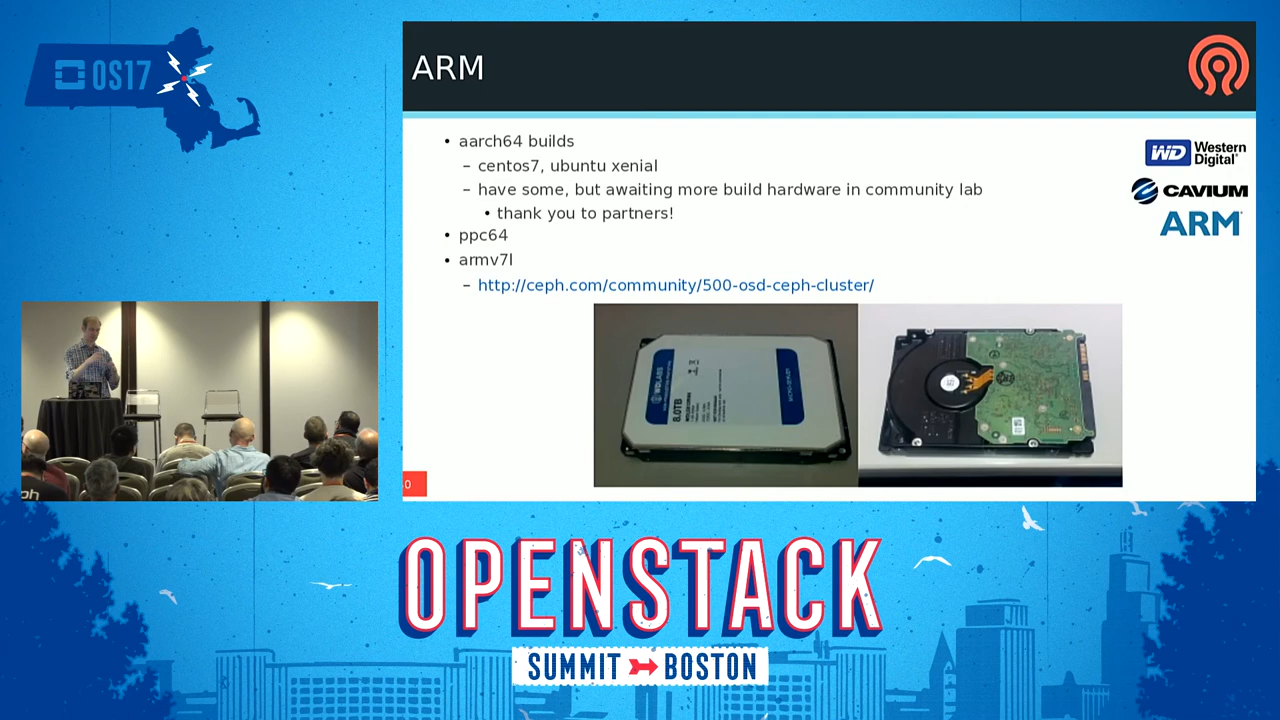 OS17
ARM
• aarch64 builds
– centos7, ubuntu xenial
– have some, but awaiting more build hardware in community lab
• thank you to partners!
• ppc64
• armv7l
– http://ceph.com/community/500-osd-ceph-cluster/
WD Western Digital®
CAVIUM
ARM
8.0TB
ph
OPENSTACK
SUMMIT BOSTON